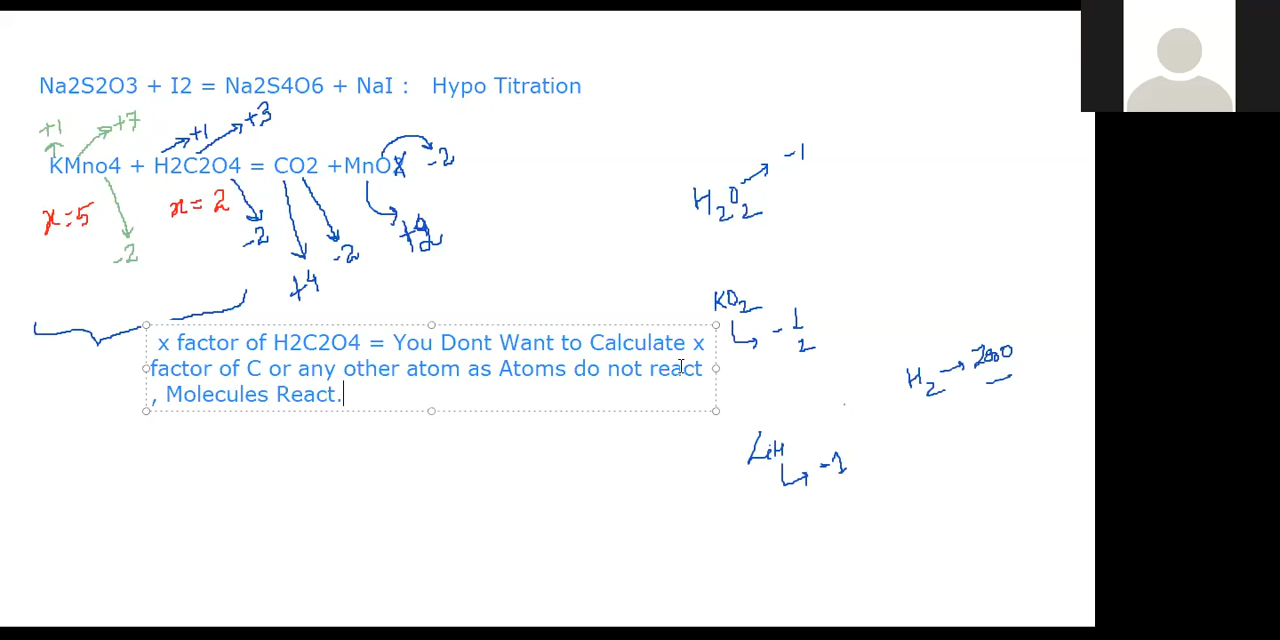 Na2S2O3 + I2 = Na2S4O6 + NaI : Hypo Titration
+1 +7 +1 +3
KMno4 + H2C2O4 = CO2 +MnO -2
x=5 x=2
-2 -2 +4 -2 +2
x factor of H2C2O4 = You Dont Want to Calculate x
factor of C or any other atom as Atoms do not react
, Molecules React.
H2O2 -1
KO2 -1/2
H2 zero
LiH -1